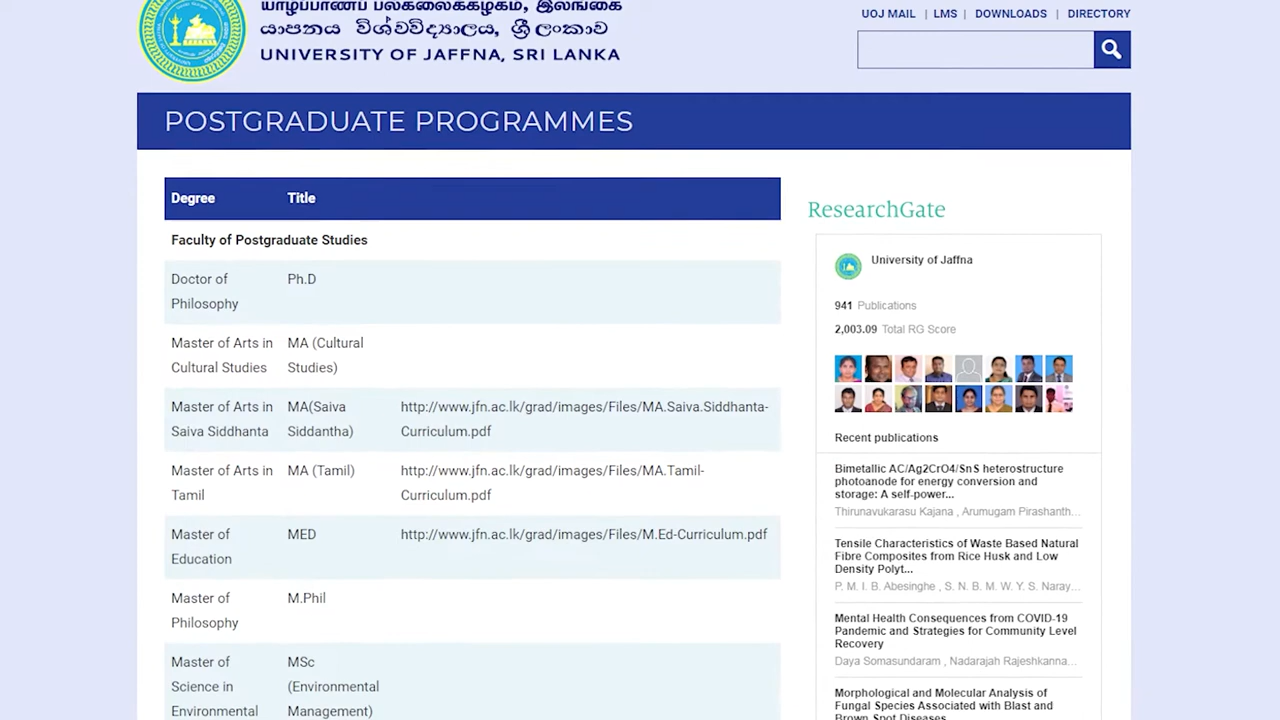 யாழ்ப்பாணப் பல்கலைக்கழகம், இலங்கை
යාපනය විශ්වවිද්‍යාලය, ශ්‍රී ලංකාව
UNIVERSITY OF JAFFNA, SRI LANKA
UOJ MAIL | LMS | DOWNLOADS | DIRECTORY
POSTGRADUATE PROGRAMMES
Degree Title
Faculty of Postgraduate Studies
Doctor of Ph.D
Philosophy
Master of Arts in MA (Cultural
Cultural Studies Studies)
Master of Arts in MA(Saiva http://www.jfn.ac.lk/grad/images/Files/MA.Saiva.Siddhanta-
Saiva Siddhanta Siddantha) Curriculum.pdf
Master of Arts in MA (Tamil) http://www.jfn.ac.lk/grad/images/Files/MA.Tamil-
Tamil Curriculum.pdf
Master of MED http://www.jfn.ac.lk/grad/images/Files/M.Ed-Curriculum.pdf
Education
Master of M.Phil
Philosophy
Master of MSc
Science in (Environmental
Environmental Management)
ResearchGate
University of Jaffna
941 Publications
2,003.09 Total RG Score
Recent publications
Bimetallic AC/Ag2CrO4/SnS heterostructure
photoanode for energy conversion and
storage: A self-power...
Thirunavukarasu Kajana , Arumugam Pirashanth...
Tensile Characteristics of Waste Based Natural
Fibre Composites from Rice Husk and Low
Density Polyt...
P. M. I. B. Abesinghe , S. N. B. M. W. Y. S. Naray...
Mental Health Consequences from COVID-19
Pandemic and Strategies for Community Level
Recovery
Daya Somasundaram , Nadarajah Rajeshkanna...
Morphological and Molecular Analysis of
Fungal Species Associated with Blast and
Brown Spot Diseases